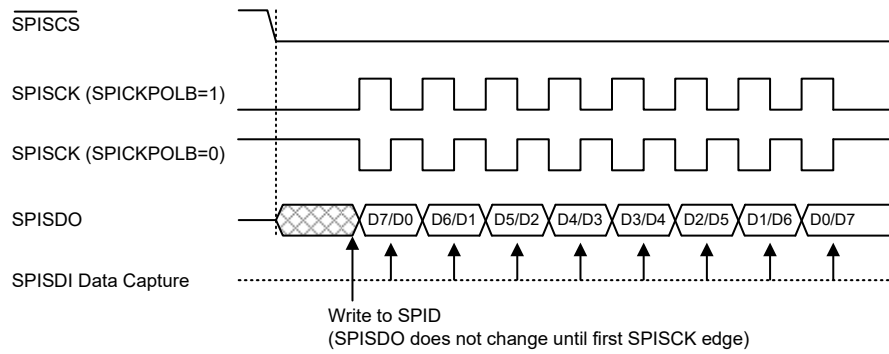 SPISCS
SPISCK (SPICKPOLB=1)
SPISCK (SPICKPOLB=0)
SPISDO
D7/D0 D6/D1 D5/D2 D4/D3 D3/D4 D2/D5 D1/D6 D0/D7
SPISDI Data Capture
Write to SPID
(SPISDO does not change until first SPISCK edge)